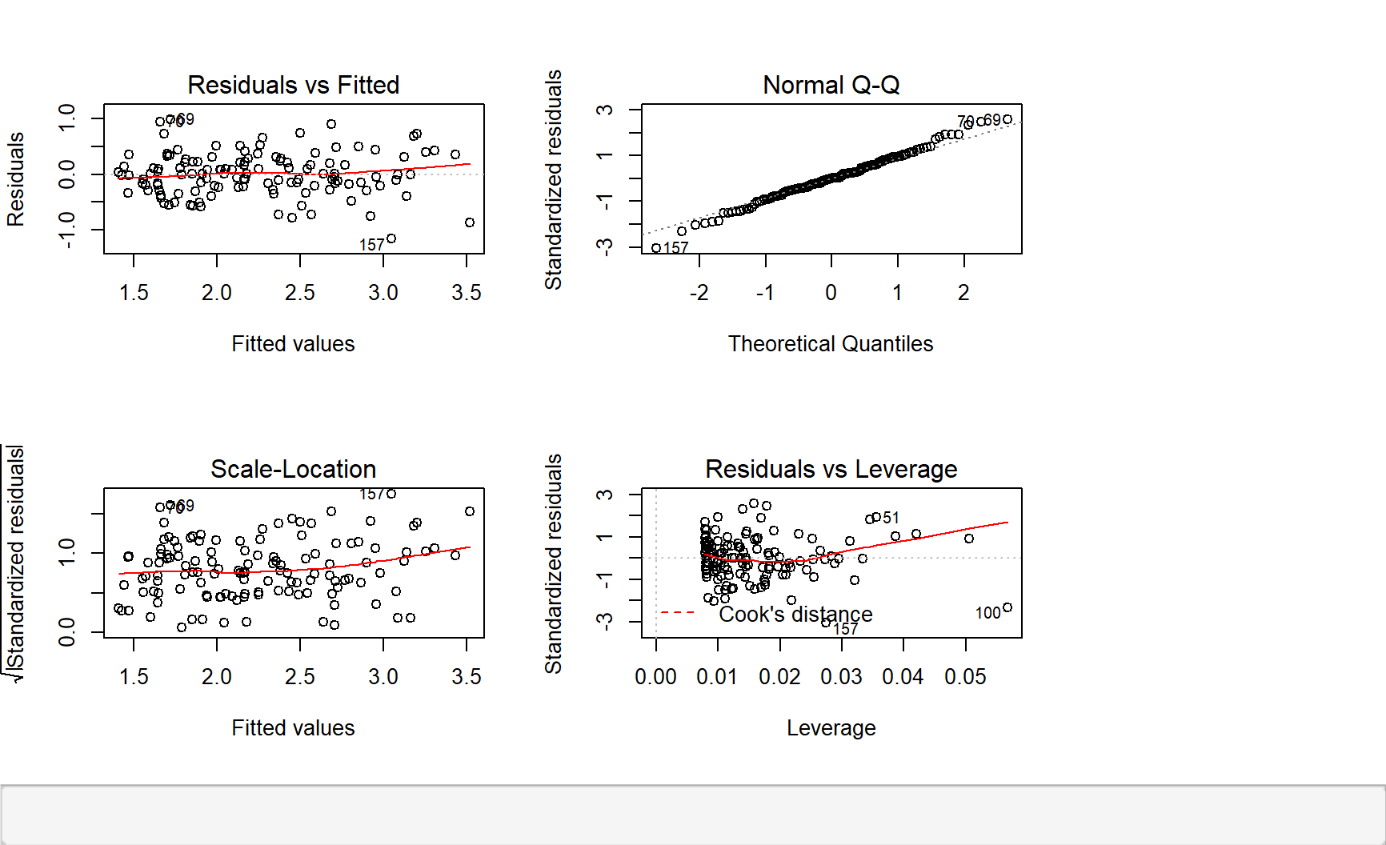 Residuals vs Fitted
Residuals
1.0
0.0
-1.0
70
69
157
1.5 2.0 2.5 3.0 3.5
Fitted values
Normal Q-Q
Standardized residuals
3
1
-1
-3
70
69
157
-2 -1 0 1 2
Theoretical Quantiles
Scale-Location
√|Standardized residuals|
1.0
0.0
70
69
157
1.5 2.0 2.5 3.0 3.5
Fitted values
Residuals vs Leverage
Standardized residuals
3
1
-1
-3
51
100
157
Cook's distance
0.00 0.01 0.02 0.03 0.04 0.05
Leverage